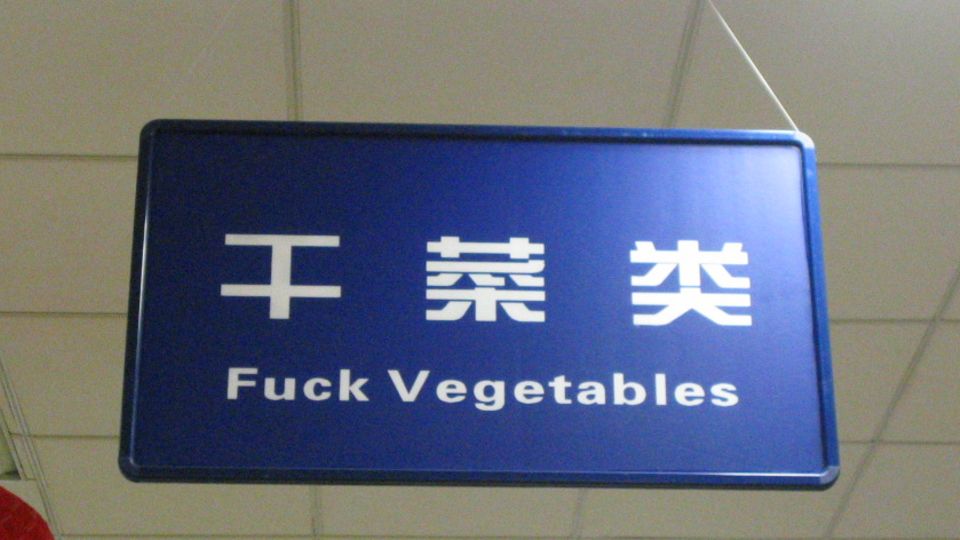 干菜类
Fuck Vegetables